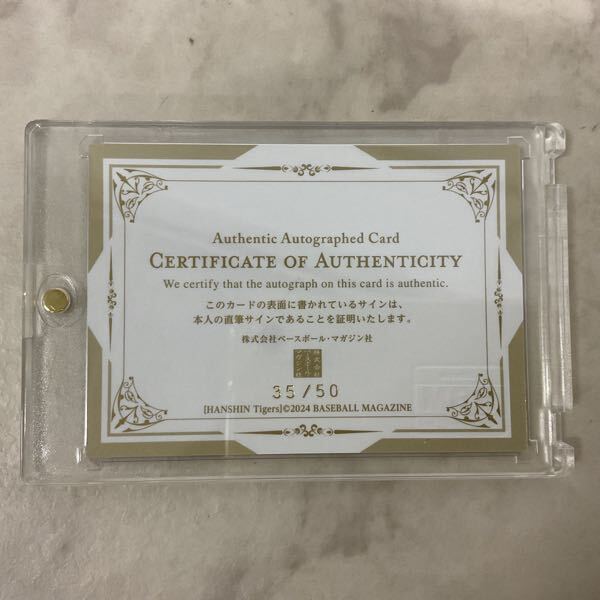 Authentic Autographed Card
CERTIFICATE OF AUTHENTICITY
We certify that the autograph on this card is authentic.
このカードの表面に書かれているサインは、
本人の直筆サインであることを証明いたします。
株式会社ベースボール・マガジン社
35/50
[HANSHIN Tigers]©2024 BASEBALL MAGAZINE